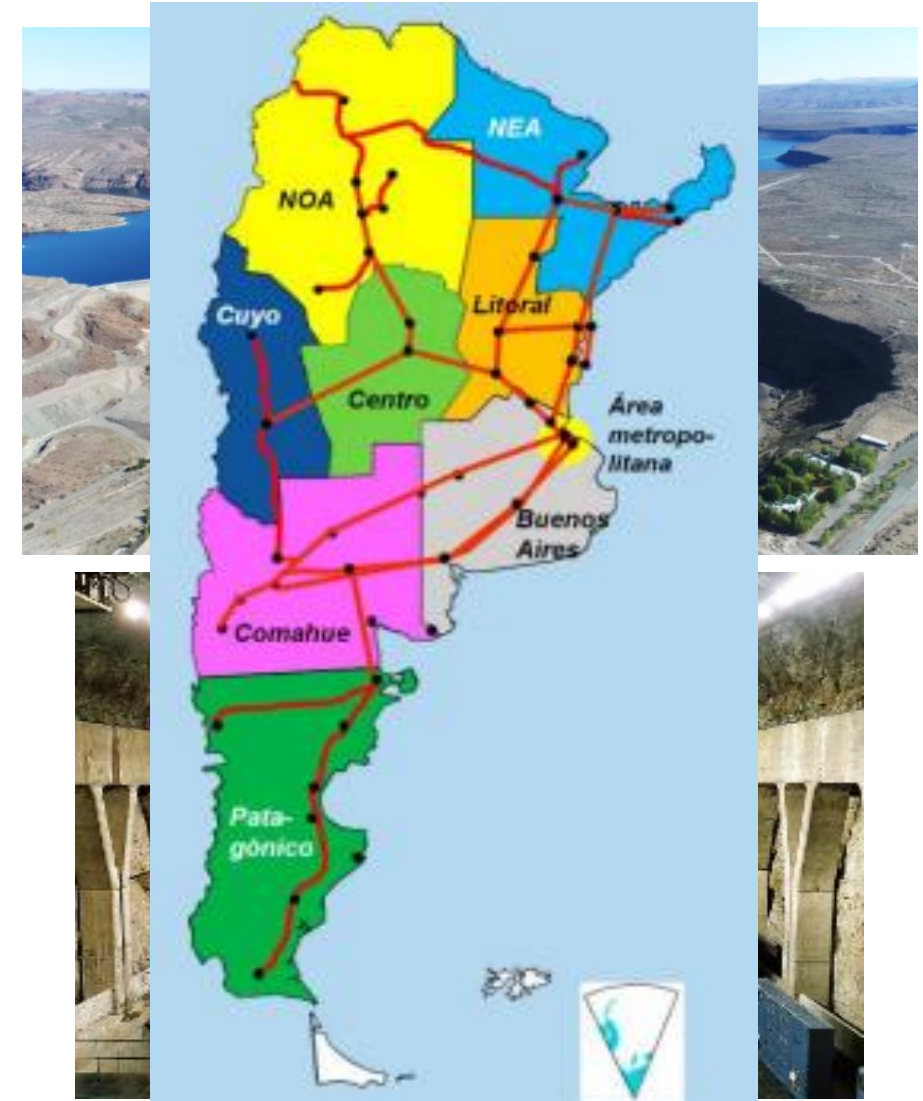 NEA
NOA
Cuyo
Litoral
Centro
Área
metropo-
litana
Buenos
Aires
Comahue
Pata-
gónico